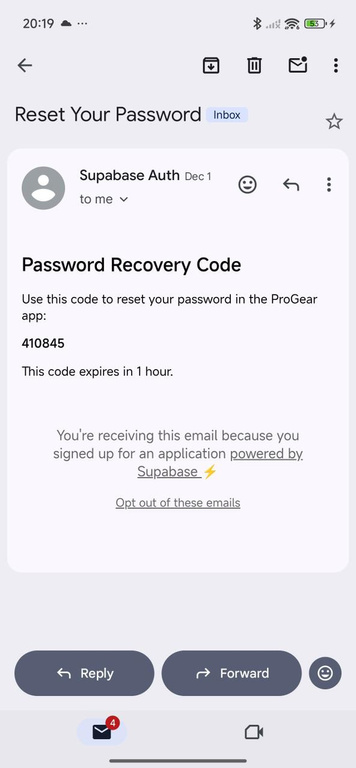 20:19
53
Reset Your Password Inbox
Supabase Auth Dec 1
to me
Password Recovery Code
Use this code to reset your password in the ProGear
app:
410845
This code expires in 1 hour.
You're receiving this email because you
signed up for an application powered by
Supabase ⚡
Opt out of these emails
Reply
Forward
4